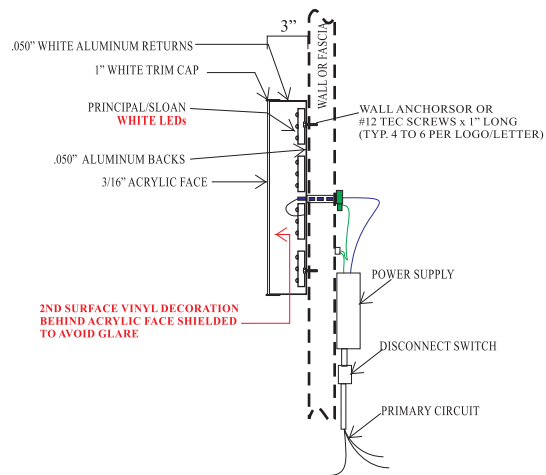 3”
.050” WHITE ALUMINUM RETURNS
1” WHITE TRIM CAP
WALL OR FASCIA
PRINCIPAL/SLOAN
WHITE LEDs
WALL ANCHORSOR OR
#12 TEC SCREWS x 1” LONG
(TYP. 4 TO 6 PER LOGO/LETTER)
.050” ALUMINUM BACKS
3/16” ACRYLIC FACE
POWER SUPPLY
2ND SURFACE VINYL DECORATION
BEHIND ACRYLIC FACE SHIELDED
TO AVOID GLARE
DISCONNECT SWITCH
PRIMARY CIRCUIT